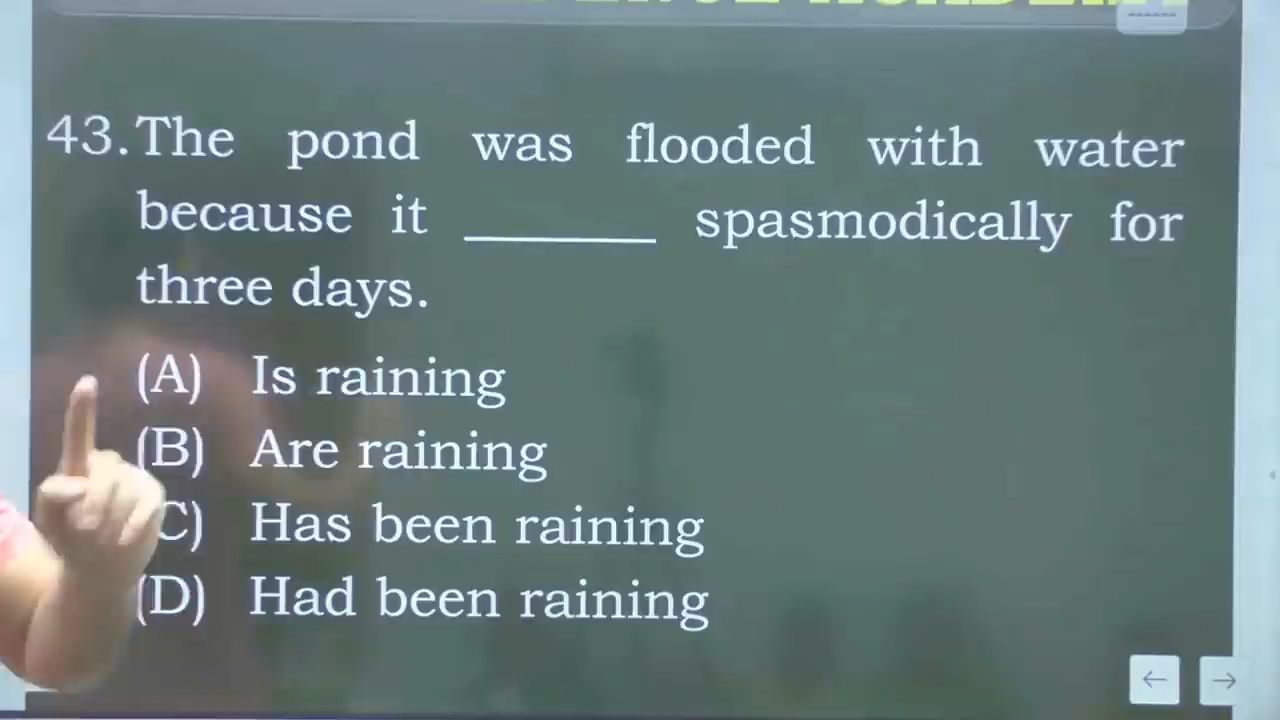 43. The pond was flooded with water
because it ________ spasmodically for
three days.
(A) Is raining
(B) Are raining
C) Has been raining
(D) Had been raining